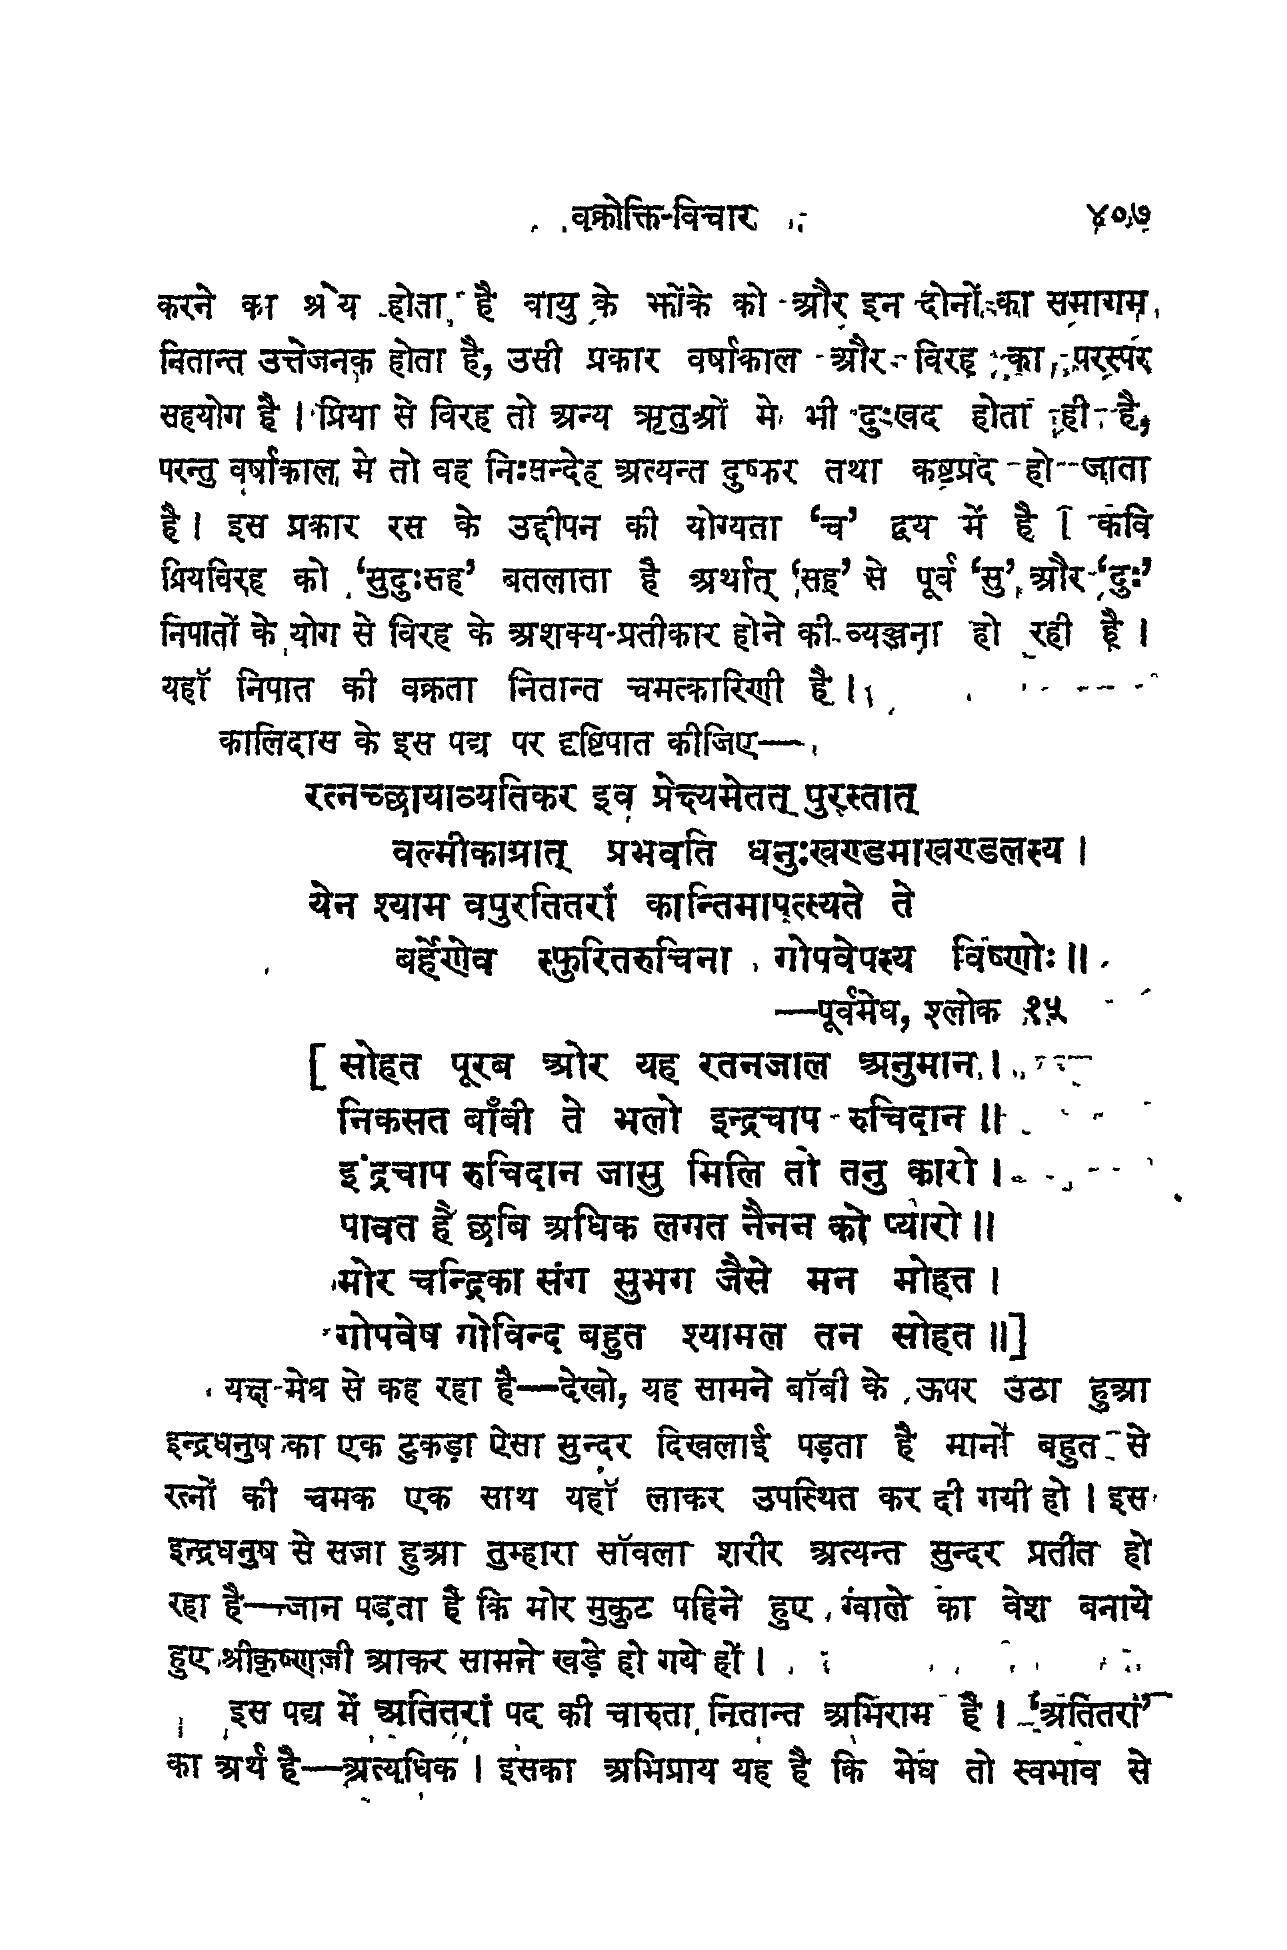 वक्रोक्ति-विचार ४०७
करने का श्रेय होता है वायु के झोंके को और इन दोनों का समागम
नितान्त उत्तेजनक होता है, उसी प्रकार वर्षाकाल और विरह का परस्पर
सहयोग है । प्रिया से विरह तो अन्य ऋतुओं मे भी दुःखद होता ही है,
परन्तु वर्षाकाल मे तो वह निःसन्देह अत्यन्त दुष्कर तथा कष्टप्रद हो जाता
है । इस प्रकार रस के उद्दीपन की योग्यता ‘च’ द्वय में है । कवि
प्रियविरह को ‘सुदुःसह’ बतलाता है अर्थात् ‘सह’ से पूर्व ‘सु’ और ‘दुः’
निपातों के योग से विरह के अशक्य-प्रतीकार होने की व्यञ्जना हो रही है ।
यहाॅ निपात की वक्रता नितान्त चमत्कारिणी है ।
कालिदास के इस पद्य पर दृष्टिपात कीजिए—
रत्नच्छायाव्यतिकर इव प्रेक्ष्यमेतत् पुरस्तात्
वल्मीकाग्रात् प्रभवति धनुःखण्डमाखण्डलस्य ।
येन श्याम वपुरतितरां कान्तिमापत्स्यते ते
बर्हेणेव स्फुरितरुचिना गोपवेपस्य विष्णोः ॥
—पूर्वमेघ, श्लोक १५
[ सोहत पूरब ओर यह रतनजाल अनुमान ।
निकसत बाँबी ते भलो इन्द्रचाप रुचिदान ॥
इंद्रचाप रुचिदान जासु मिलि तो तनु कारो ।
पावत है छबि अधिक लगत नैनन को प्यारो ॥
मोर चन्द्रिका संग सुभग जैसे मन मोहत ।
गोपवेष गोविन्द बहुत श्यामल तन सोहत ॥]
यक्ष मेघ से कह रहा है—देखो, यह सामने बाॅबी के ऊपर उठा हुआ
इन्द्रधनुष का एक टुकड़ा ऐसा सुन्दर दिखलाई पड़ता है मानों बहुत से
रत्नों की चमक एक साथ यहाॅ लाकर उपस्थित कर दी गयी हो । इस
इन्द्रधनुष से सजा हुआ तुम्हारा साॅवला शरीर अत्यन्त सुन्दर प्रतीत हो
रहा है—जान पड़ता है कि मोर मुकुट पहिने हुए ग्वाले का वेश बनाये
हुए श्रीकृष्णजी आकर सामने खड़े हो गये हों ।
इस पद्य में अतितरां पद की चारुता नितान्त अभिराम है । ‘अतितरां’
का अर्थ है—अत्यधिक । इसका अभिप्राय यह है कि मेघ तो स्वभाव से